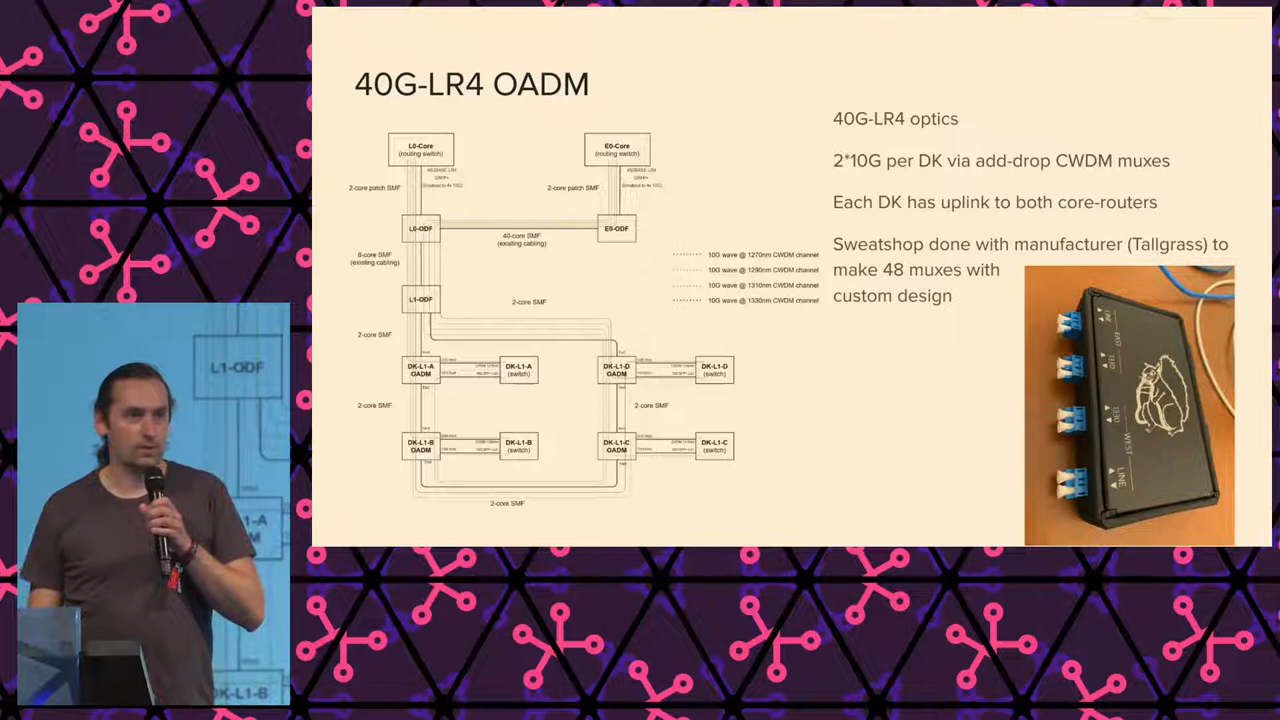 40G-LR4 OADM
40G-LR4 optics
2*10G per DK via add-drop CWDM muxes
Each DK has uplink to both core-routers
Sweatshop done with manufacturer (Tallgrass) to
make 48 muxes with
custom design
L0-Core
(routing switch)
E0-Core
(routing switch)
2-core patch SMF
2-core patch SMF
L0-ODF
E0-ODF
40-core SMF
(existing cabling)
8-core SMF
(existing cabling)
10G wave @ 1270nm CWDM channel
10G wave @ 1290nm CWDM channel
10G wave @ 1310nm CWDM channel
10G wave @ 1330nm CWDM channel
L1-ODF
2-core SMF
2-core SMF
DK-L1-A
OADM
DK-L1-A
(switch)
DK-L1-D
OADM
DK-L1-D
(switch)
2-core SMF
2-core SMF
DK-L1-B
OADM
DK-L1-B
(switch)
DK-L1-C
OADM
DK-L1-C
(switch)
2-core SMF
LINE
EAST
1330
1330
WEST
LINE
L1-ODF
DK-L1-B